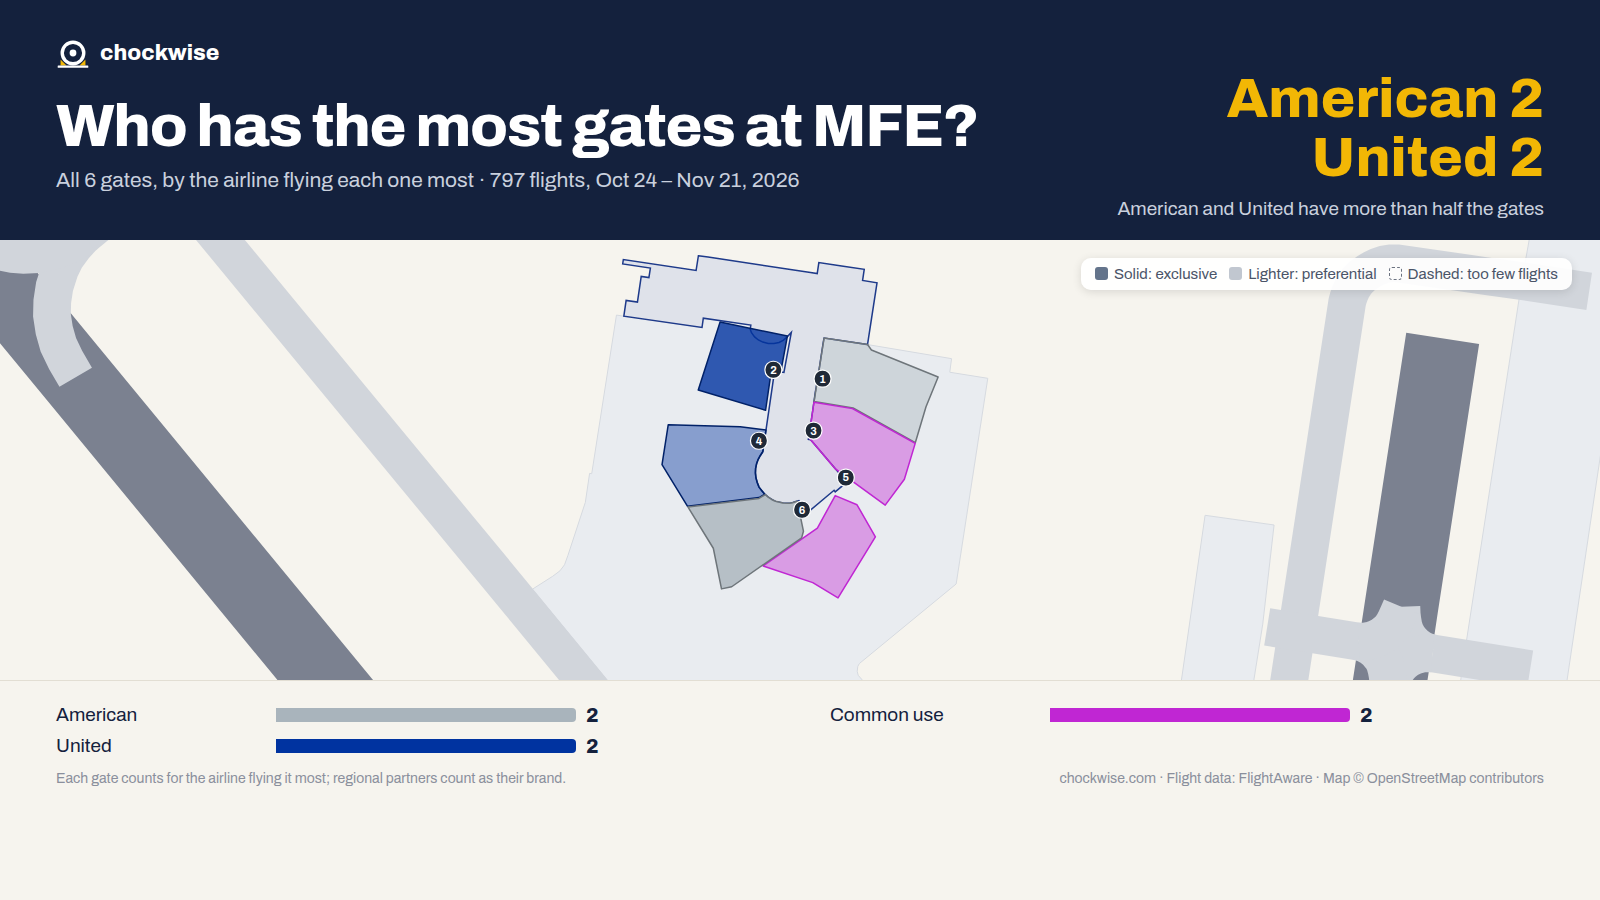 chockwise
Who has the most gates at MFE?
All 6 gates, by the airline flying each one most · 797 flights, Oct 24 – Nov 21, 2026
American 2
United 2
American and United have more than half the gates
Solid: exclusive
Lighter: preferential
Dashed: too few flights
2
1
3
4
5
6
American 2
United 2
Common use 2
Each gate counts for the airline flying it most; regional partners count as their brand.
chockwise.com · Flight data: FlightAware · Map © OpenStreetMap contributors